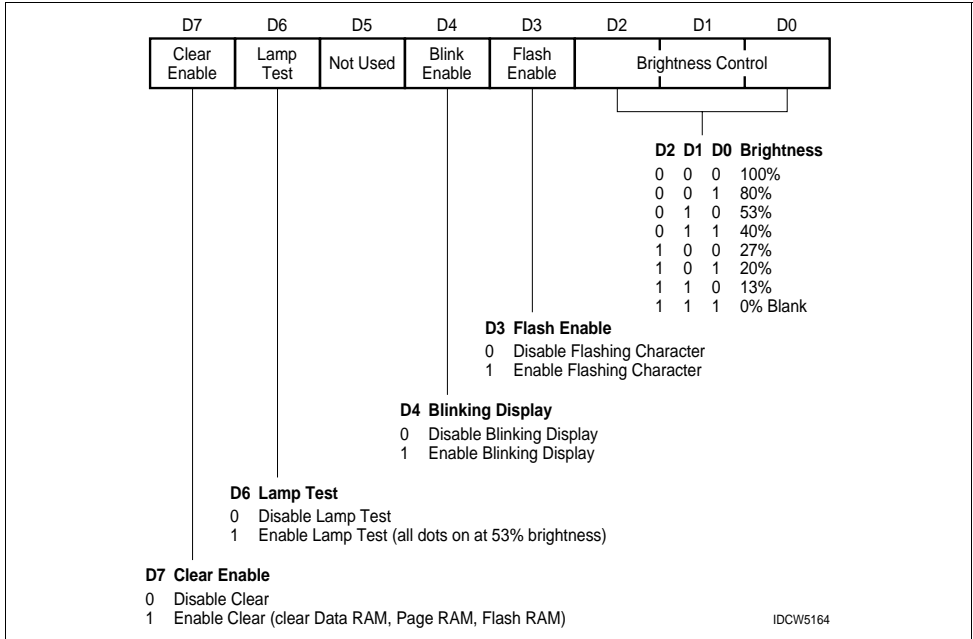 D7 D6 D5 D4 D3 D2 D1 D0
Clear Enable Lamp Test Not Used Blink Enable Flash Enable Brightness Control
D2 D1 D0 Brightness
0 0 0 100%
0 0 1 80%
0 1 0 53%
0 1 1 40%
1 0 0 27%
1 0 1 20%
1 1 0 13%
1 1 1 0% Blank
D3 Flash Enable
0 Disable Flashing Character
1 Enable Flashing Character
D4 Blinking Display
0 Disable Blinking Display
1 Enable Blinking Display
D6 Lamp Test
0 Disable Lamp Test
1 Enable Lamp Test (all dots on at 53% brightness)
D7 Clear Enable
0 Disable Clear
1 Enable Clear (clear Data RAM, Page RAM, Flash RAM)
IDCW5164